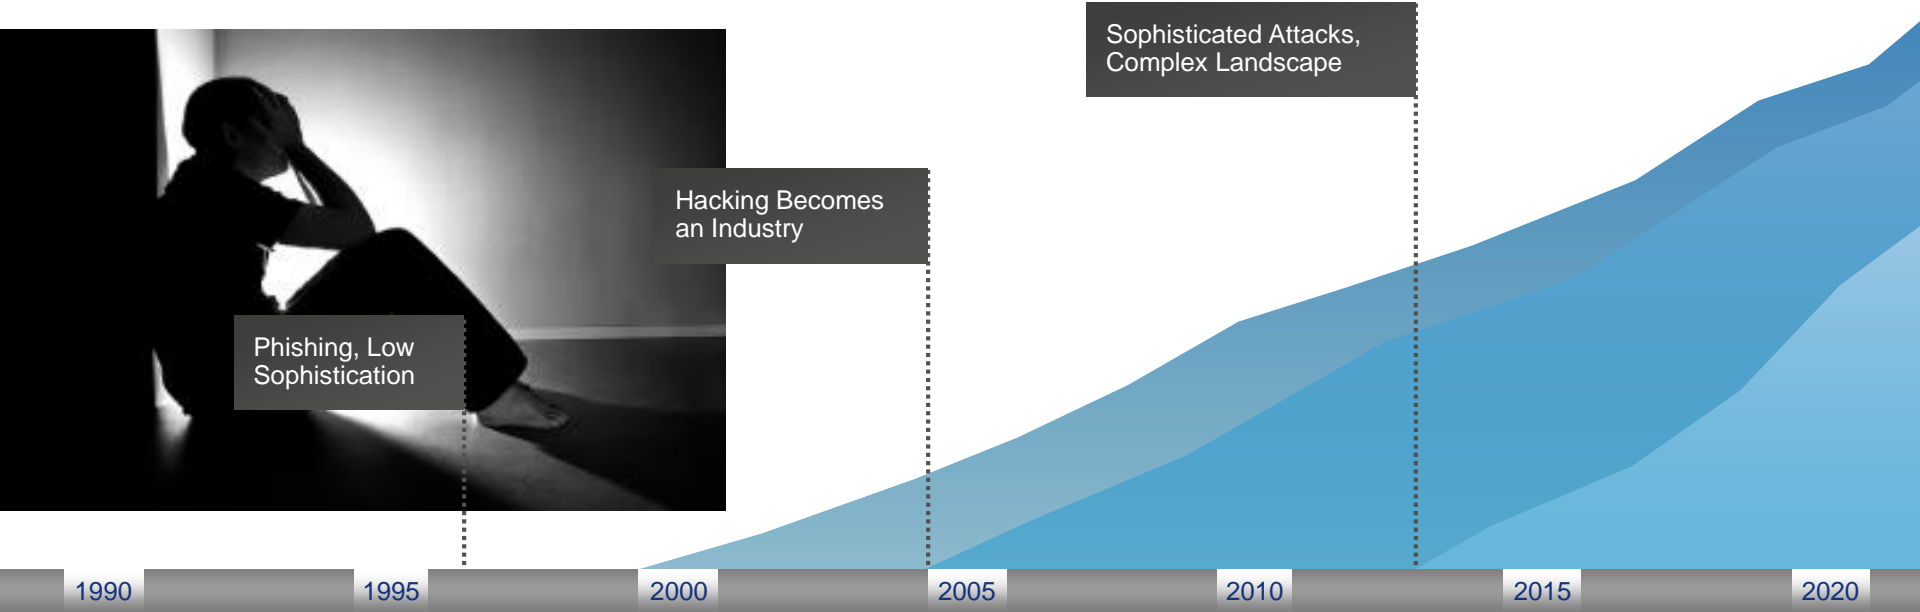 Sophisticated Attacks,
Complex Landscape
Hacking Becomes
an Industry
Phishing, Low
Sophistication
1990
1995
2000
2005
2010
2015
2020